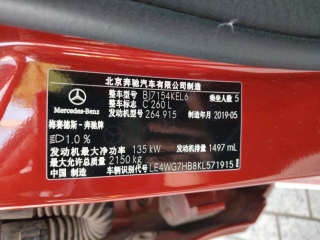 北京奔驰汽车有限公司制造
整车型号 BJ7154KEL6 乘坐人数 5
整车标志 C 260 L
发动机型号 264 915 制造年月 2019-05
Mercedes-Benz
梅赛德斯-奔驰牌
1.0 %
发动机最大净功率 135 kW 发动机排量 1497 mL
最大允许总质量 2150 kg
中国 制造 车辆识别代号 LE4WG7HB8KL571915